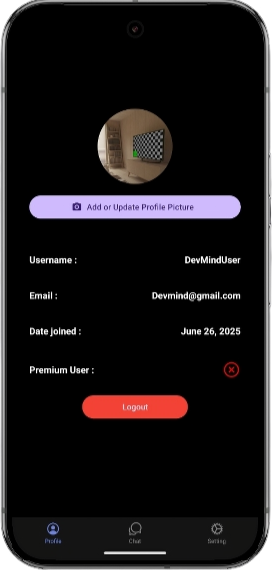 Add or Update Profile Picture
Username : DevMindUser
Email : Devmind@gmail.com
Date joined : June 26, 2025
Premium User :
Logout
Profile Chat Setting